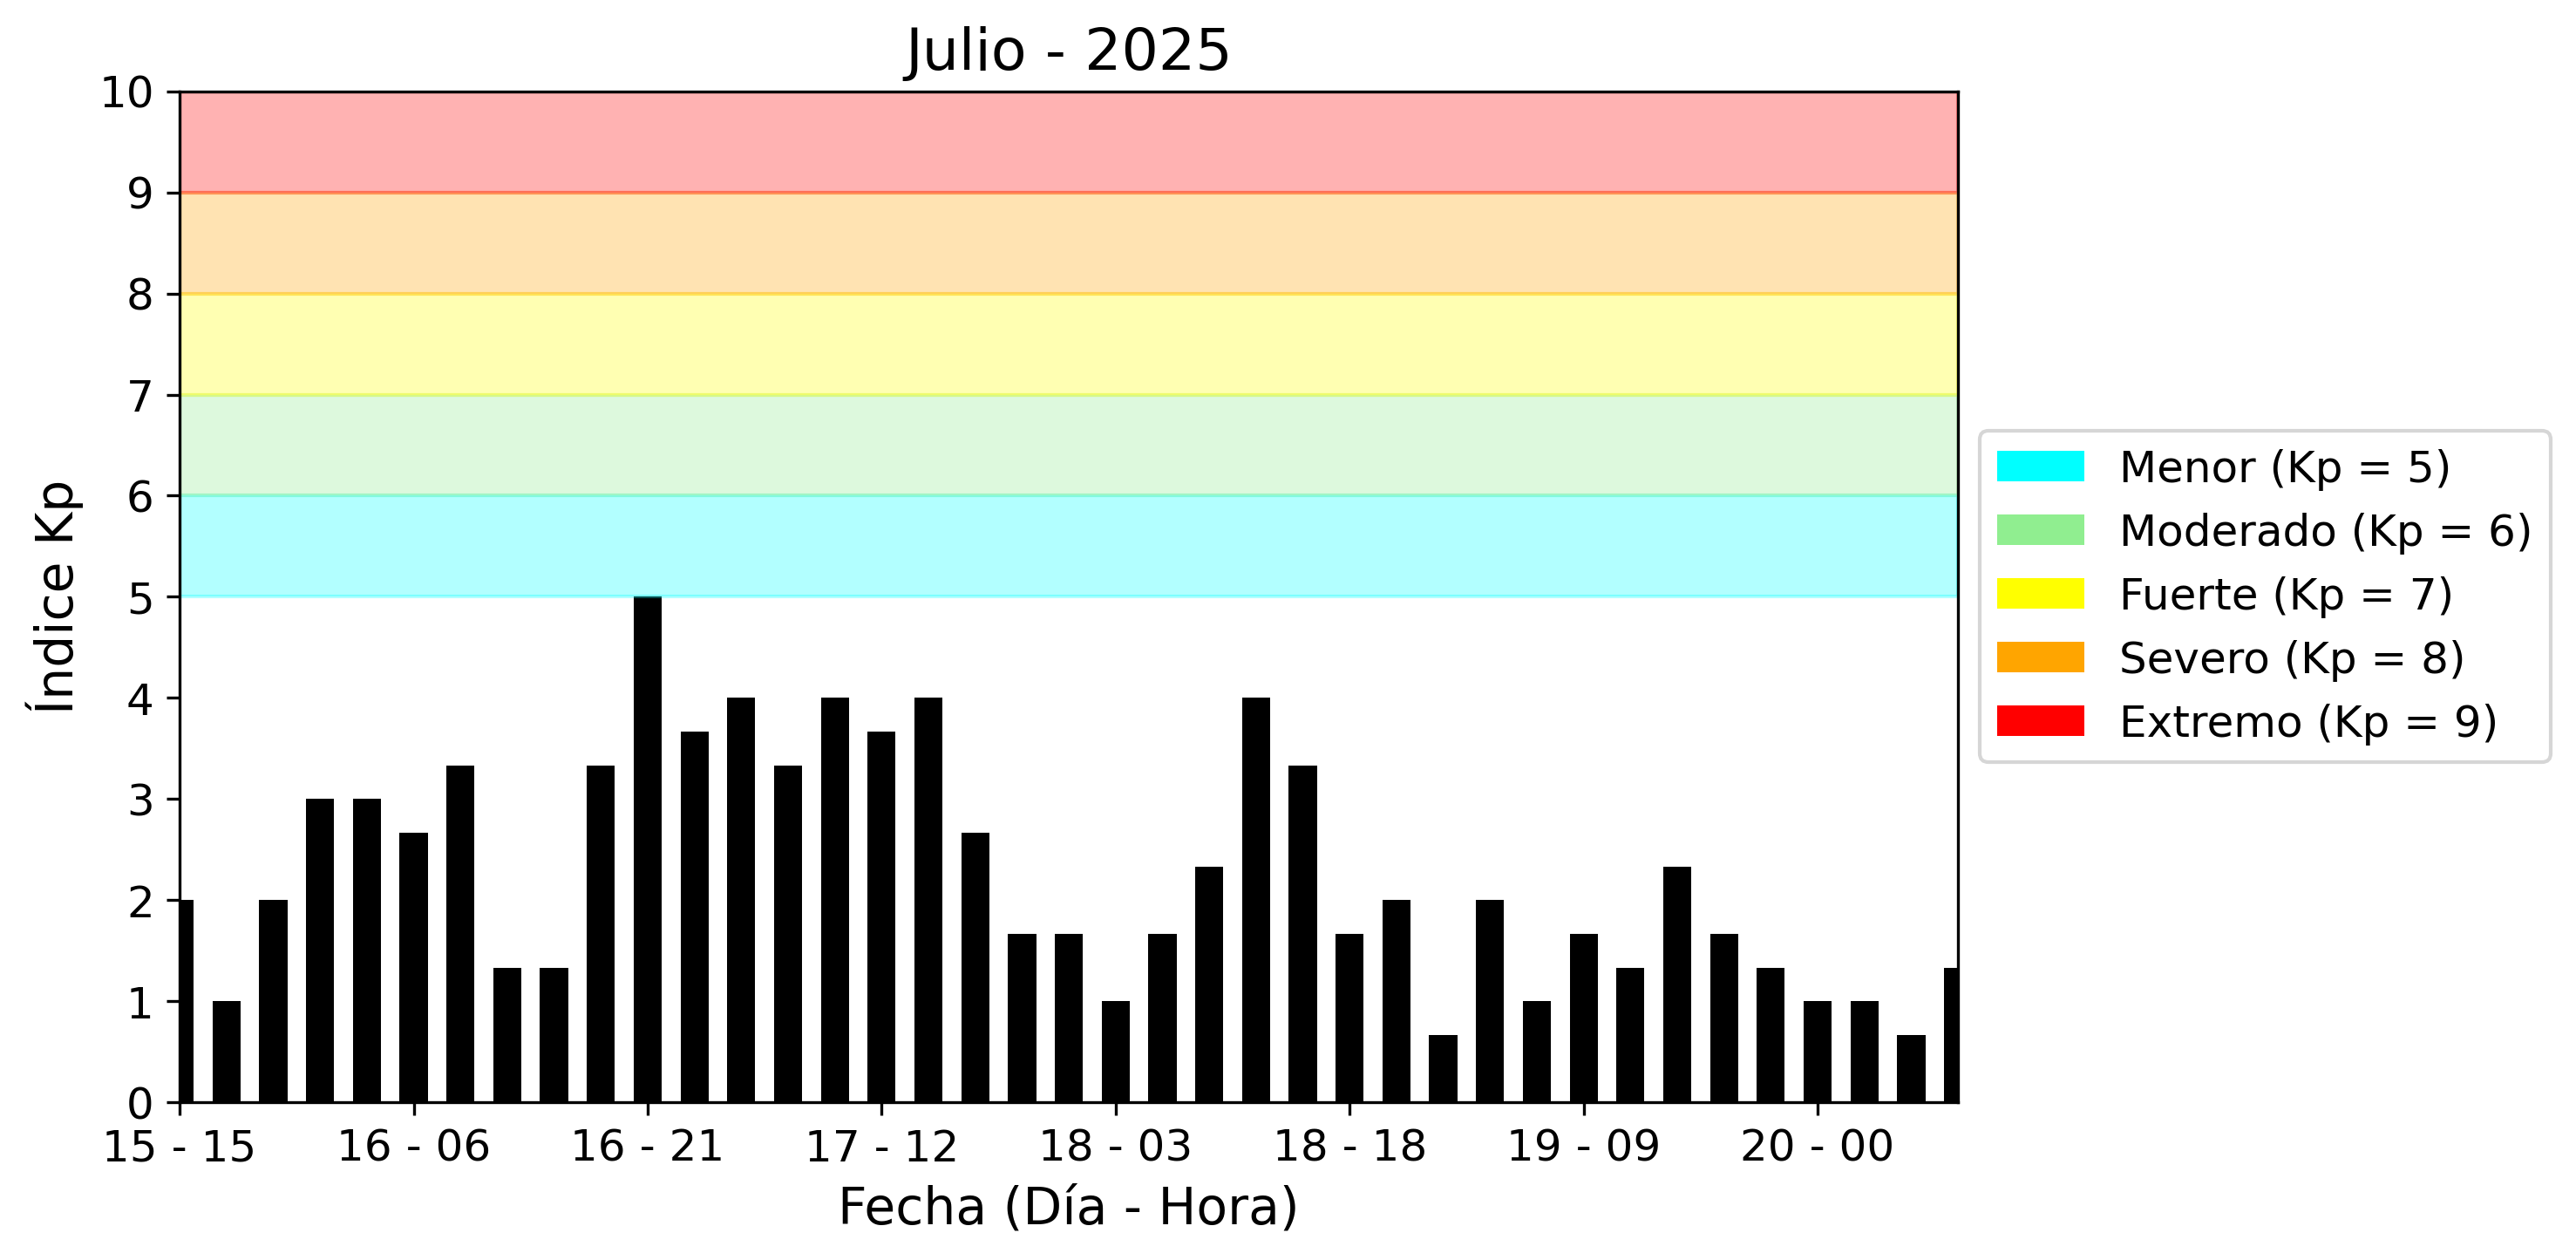 Julio - 2025
10
9
8
7
6
5
4
3
2
1
0
Índice Kp
15 - 15 16 - 06 16 - 21 17 - 12 18 - 03 18 - 18 19 - 09 20 - 00
Fecha (Día - Hora)
Menor (Kp = 5)
Moderado (Kp = 6)
Fuerte (Kp = 7)
Severo (Kp = 8)
Extremo (Kp = 9)